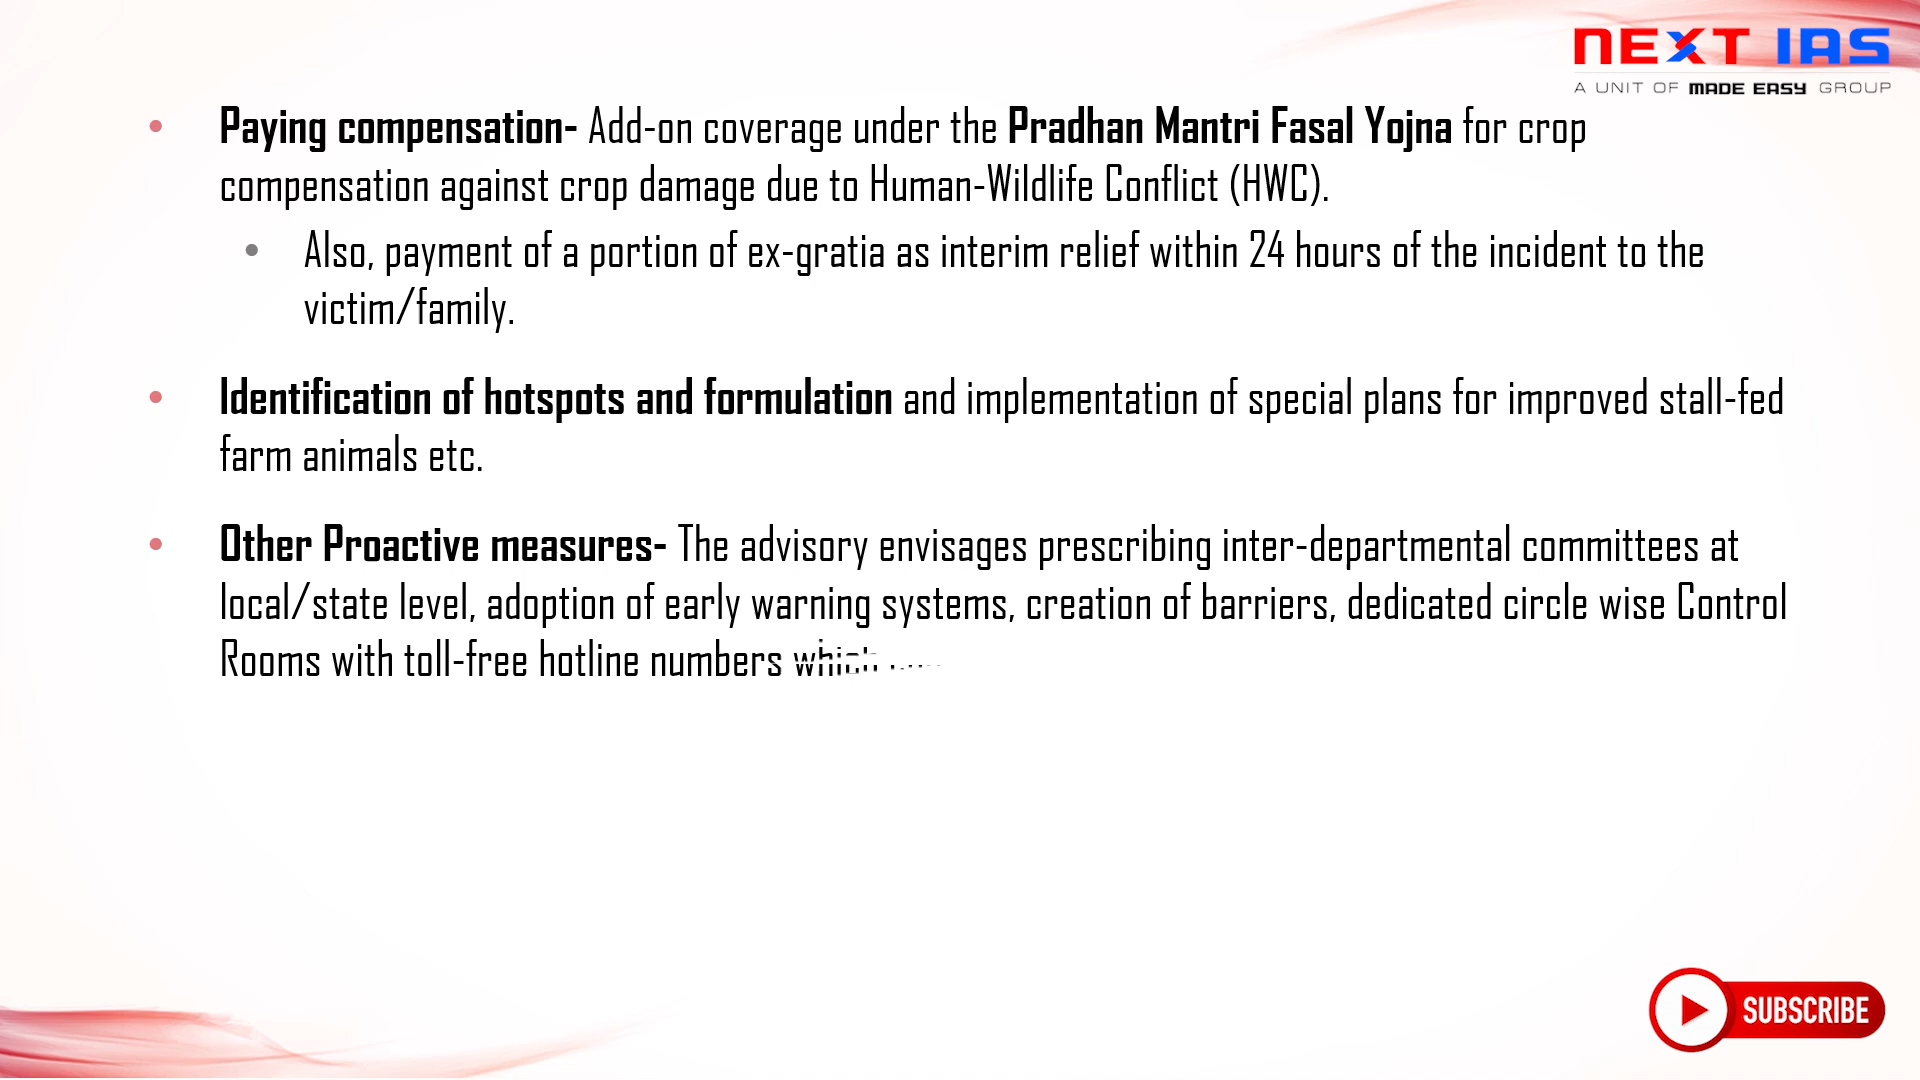 NEXT IAS
A UNIT OF MADE EASY GROUP
• Paying compensation- Add-on coverage under the Pradhan Mantri Fasal Yojna for crop
compensation against crop damage due to Human-Wildlife Conflict (HWC).
• Also, payment of a portion of ex-gratia as interim relief within 24 hours of the incident to the
victim/family.
• Identification of hotspots and formulation and implementation of special plans for improved stall-fed
farm animals etc.
• Other Proactive measures- The advisory envisages prescribing inter-departmental committees at
local/state level, adoption of early warning systems, creation of barriers, dedicated circle wise Control
Rooms with toll-free hotline numbers which
SUBSCRIBE